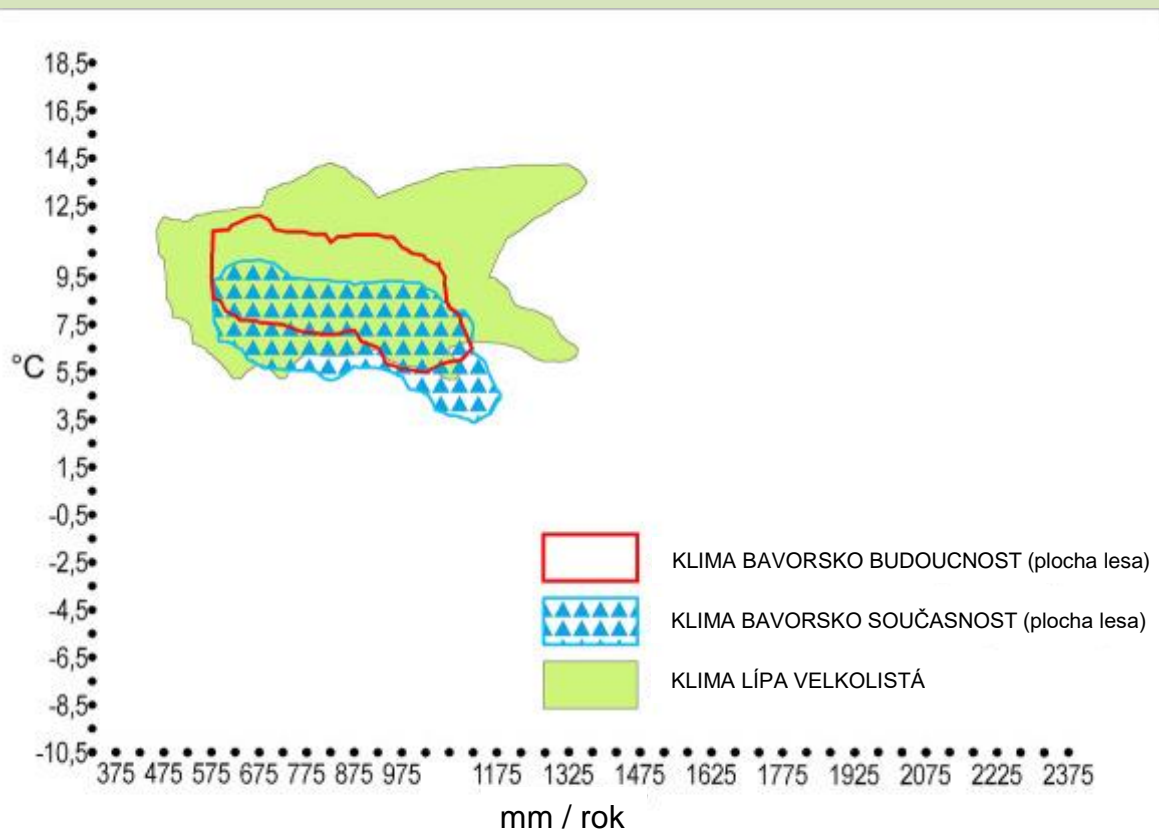 18,5
16,5
14,5
12,5
9,5
7,5
°C 5,5
3,5
1,5
-0,5
-2,5
-4,5
-6,5
-8,5
-10,5
375 475 575 675 775 875 975 1175 1325 1475 1625 1775 1925 2075 2225 2375
mm / rok
KLIMA BAVORSKO BUDOUCNOST (plocha lesa)
KLIMA BAVORSKO SOUČASNOST (plocha lesa)
KLIMA LÍPA VELKOLISTÁ